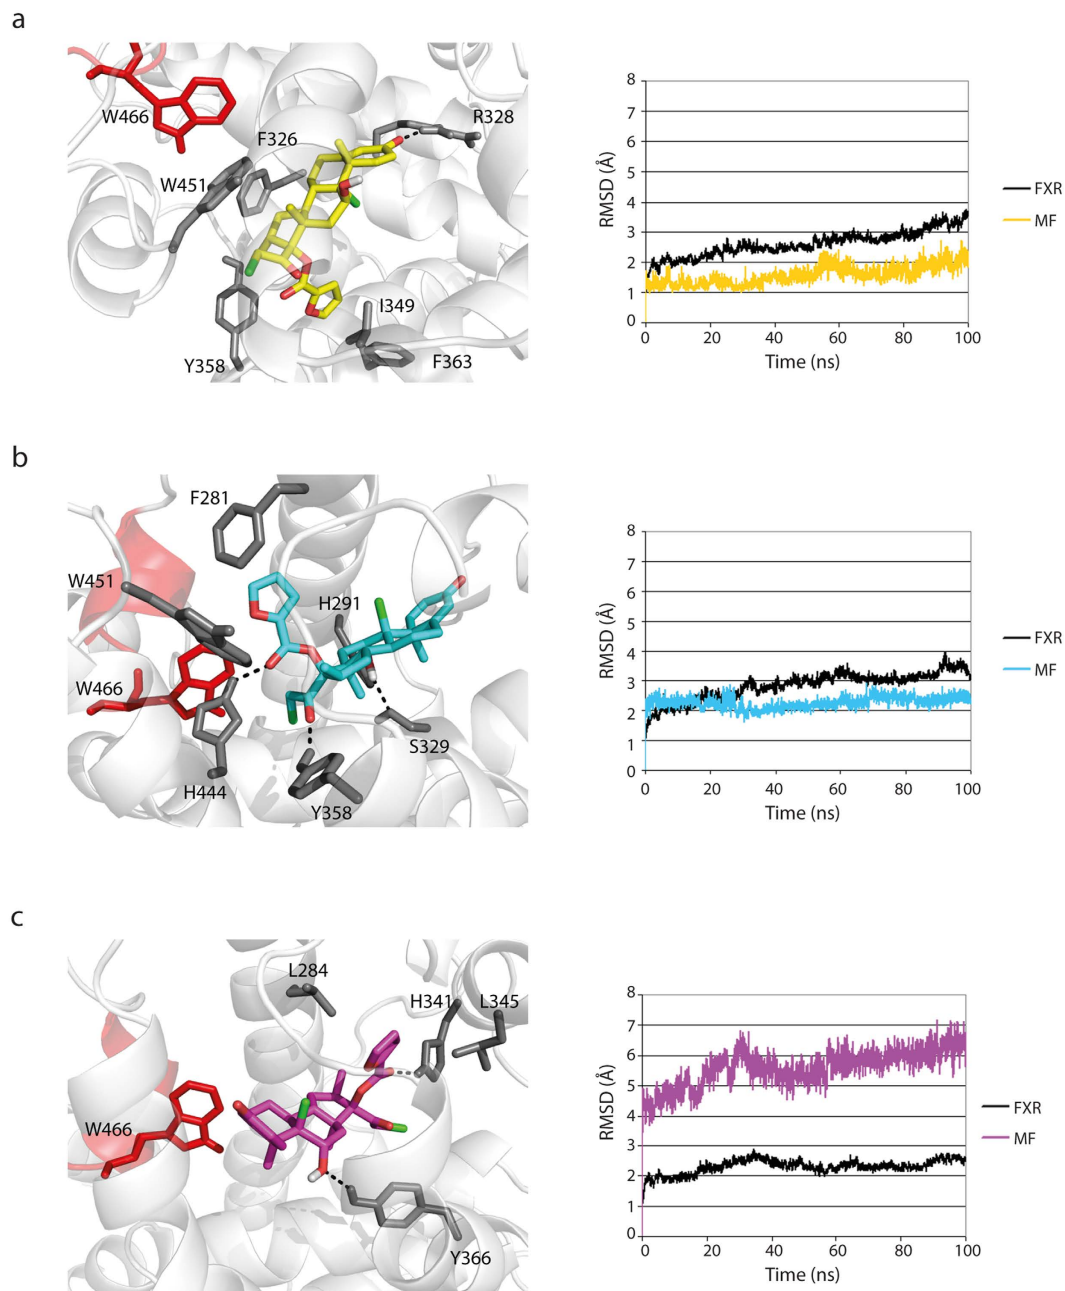 a
W466
F326
R328
W451
I349
Y358
F363
8
7
6
5
4
3
2
1
0
RMSD (Å)
0 20 40 60 80 100
Time (ns)
FXR
MF
b
F281
W451
H291
W466
S329
H444
Y358
8
7
6
5
4
3
2
1
0
RMSD (Å)
0 20 40 60 80 100
Time (ns)
FXR
MF
c
L284
H341 L345
W466
Y366
8
7
6
5
4
3
2
1
0
RMSD (Å)
0 20 40 60 80 100
Time (ns)
FXR
MF